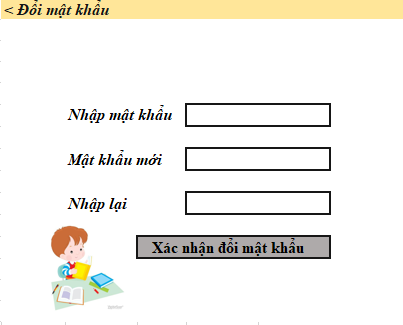 < Đổi mật khẩu
Nhập mật khẩu
Mật khẩu mới
Nhập lại
Xác nhận đổi mật khẩu